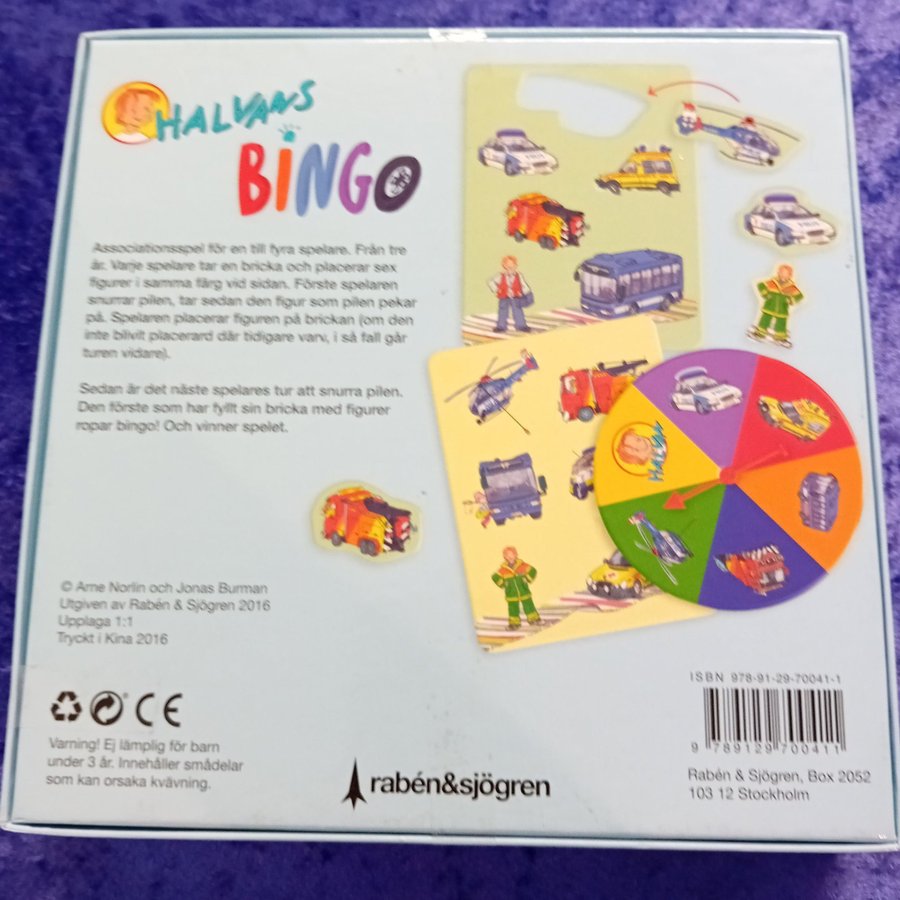 HALVANS
BINGO
Associationsspel för en till fyra spelare. Från tre
år. Varje spelare tar en bricka och placerar sex
figurer i samma färg vid sidan. Förste spelaren
snurrar pilen, tar sedan den figur som pilen pekar
på. Spelaren placerar figuren på brickan (om den
inte blivit placerard där tidigare varv, i så fall går
turen vidare).
Sedan är det näste spelares tur att snurra pilen.
Den förste som har fyllt sin bricka med figurer
ropar bingo! Och vinner spelet.
HALVAN
© Arne Norlin och Jonas Burman
Utgiven av Rabén & Sjögren 2016
Upplaga 1:1
Tryckt i Kina 2016
CE
Varning! Ej lämplig för barn
under 3 år. Innehåller smådelar
som kan orsaka kvävning.
rabén&sjögren
ISBN 978-91-29-70041-1
9 789129 700411
Rabén & Sjögren, Box 2052
103 12 Stockholm